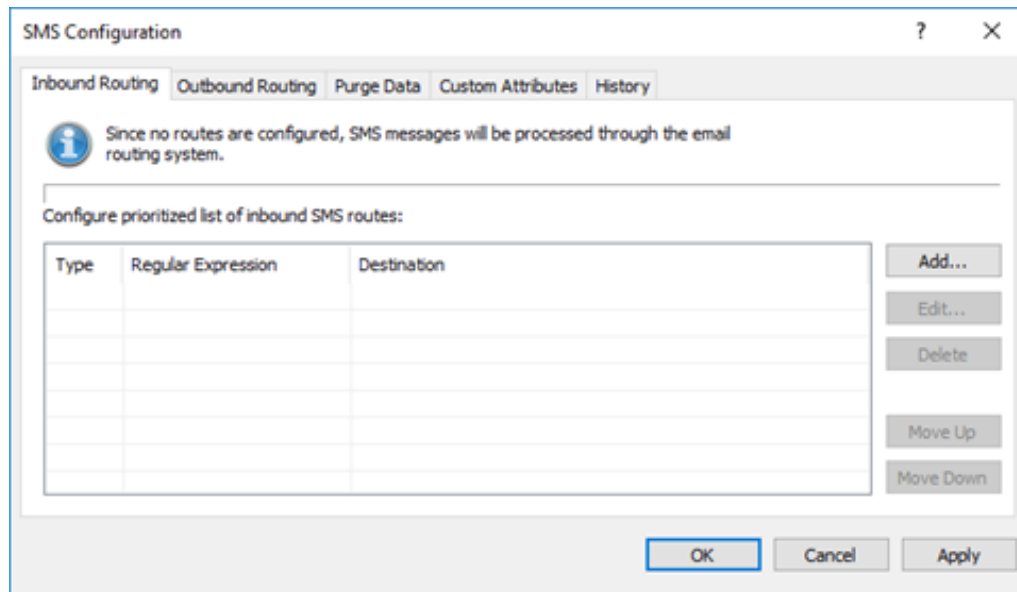 SMS Configuration
?
Inbound Routing Outbound Routing Purge Data Custom Attributes History
Since no routes are configured, SMS messages will be processed through the email
routing system.
Configure prioritized list of inbound SMS routes:
Type Regular Expression Destination
Add...
Edit...
Delete
Move Up
Move Down
OK Cancel Apply